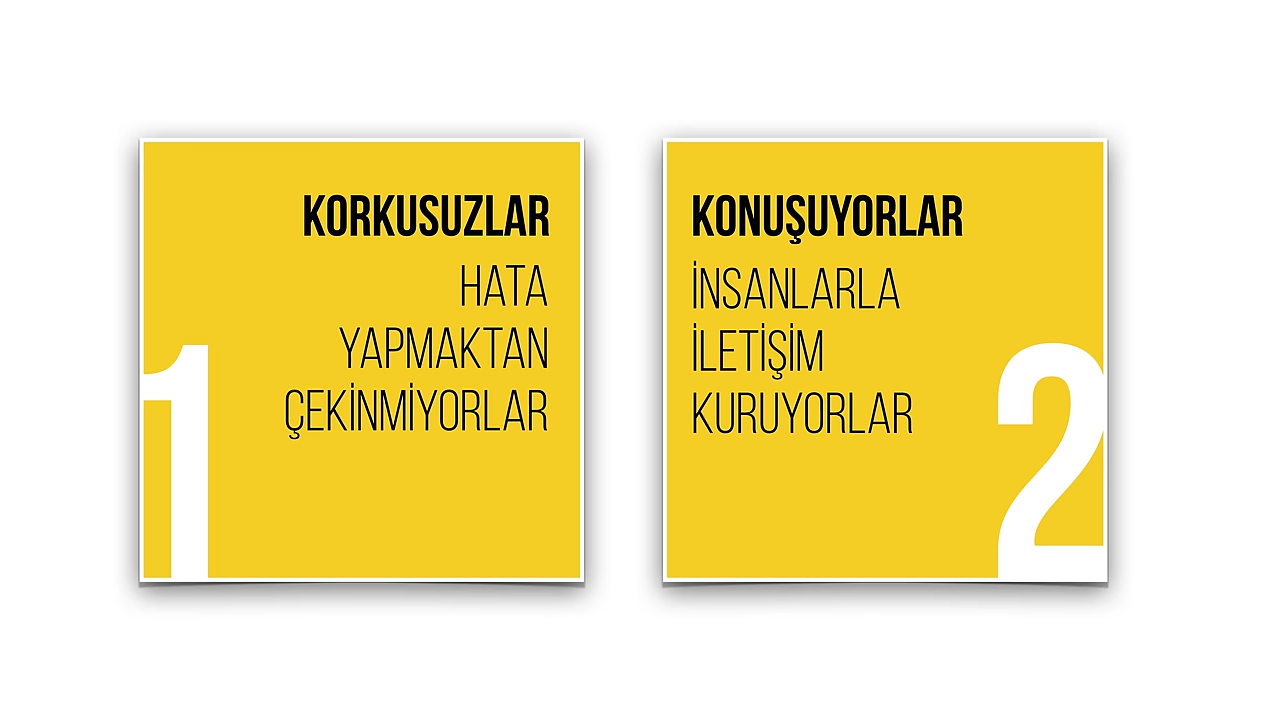 KORKUSUZLAR
HATA
YAPMAKTAN
ÇEKİNMİYORLAR
1
KONUŞUYORLAR
İNSANLARLA
İLETİŞİM
KURUYORLAR
2